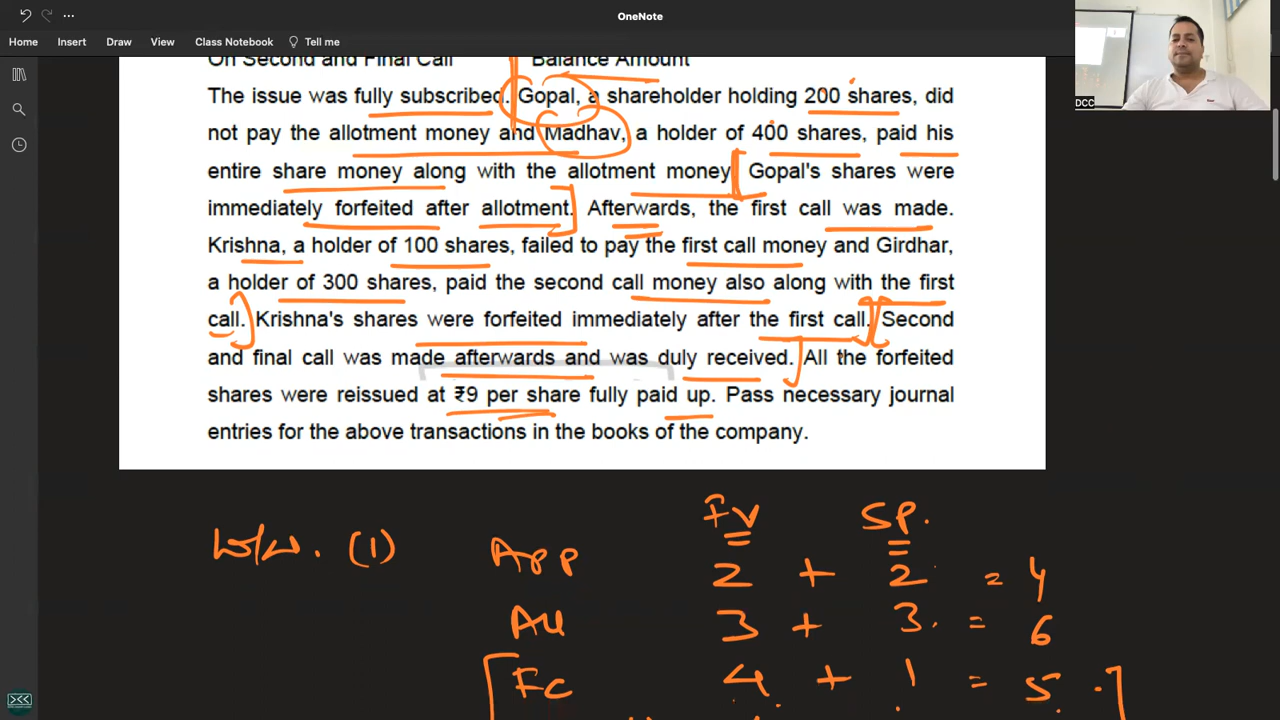 OneNote
Home Insert Draw View Class Notebook Tell me
On Second and Final Call Balance Amount
The issue was fully subscribed. Gopal, a shareholder holding 200 shares, did
not pay the allotment money and Madhav, a holder of 400 shares, paid his
entire share money along with the allotment money. Gopal's shares were
immediately forfeited after allotment. Afterwards, the first call was made.
Krishna, a holder of 100 shares, failed to pay the first call money and Girdhar,
a holder of 300 shares, paid the second call money also along with the first
call. Krishna's shares were forfeited immediately after the first call. Second
and final call was made afterwards and was duly received. All the forfeited
shares were reissued at ₹9 per share fully paid up. Pass necessary journal
entries for the above transactions in the books of the company.
FV SP.
W/N. (1) App 2 + 2 = 4
All 3 + 3. = 6
FC 4 + 1 = 5
DCC